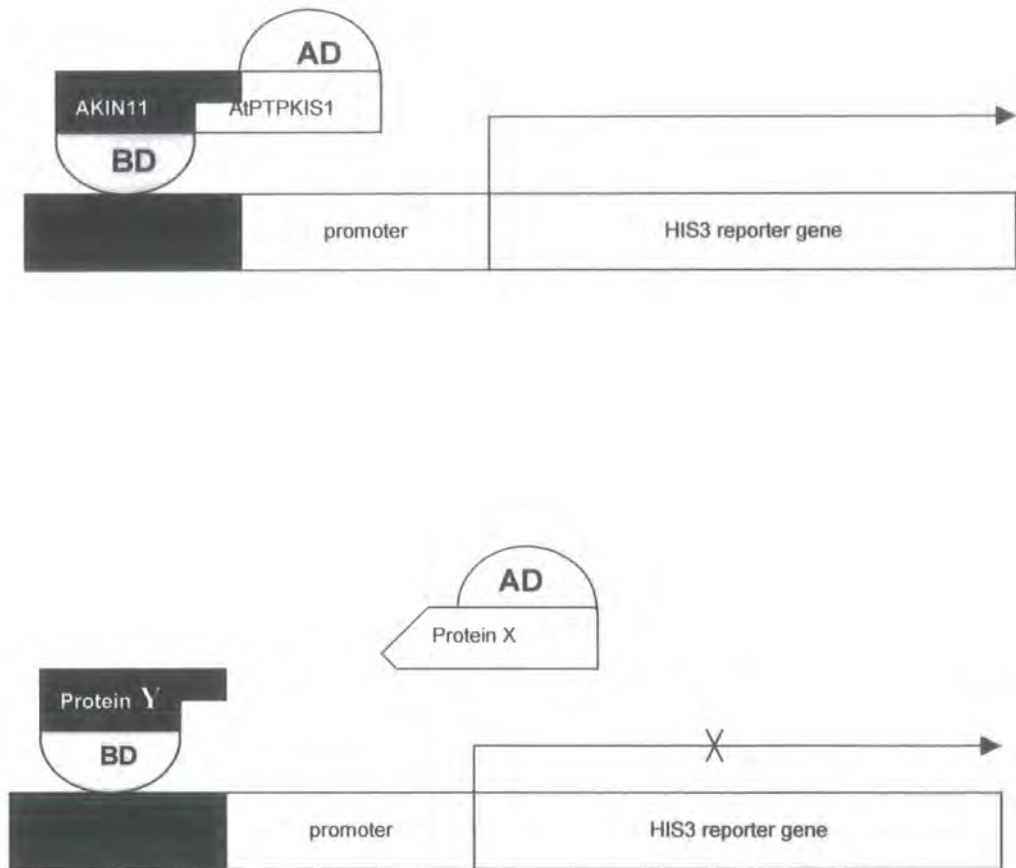 AD
AKIN11 AtPTPKIS1
BD
promoter HIS3 reporter gene
AD
Protein X
Protein Y
BD
X
promoter HIS3 reporter gene